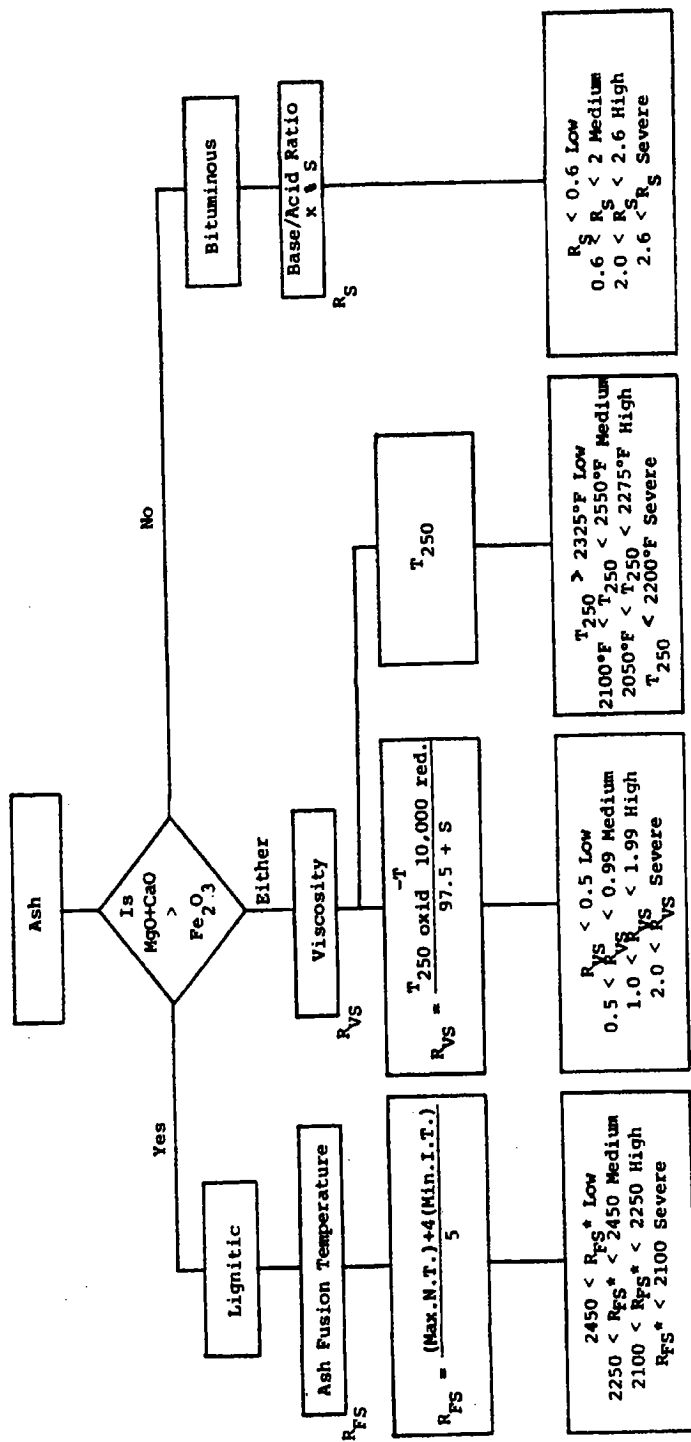 Ash
Is
MgO+CaO
>
Fe2O3
Yes
Either
No
Lignitic
Ash Fusion Temperature
RFS
RFS = (Max.N.T.)+4(Min.I.T.)
5
2450 < RFS* Low
2250 < RFS* < 2450 Medium
2100 < RFS* < 2250 High
RFS* < 2100 Severe
Viscosity
RVS
RVS = T250 oxid -T 10,000 red.
97.5 + S
RVS < 0.5 Low
0.5 < RVS < 0.99 Medium
1.0 < RVS < 1.99 High
2.0 < RVS Severe
T250
T250 > 2325°F Low
2100°F < T250 < 2550°F Medium
2050°F < T250 < 2275°F High
T250 < 2200°F Severe
Bituminous
Base/Acid Ratio
x % S
RS
RS < 0.6 Low
0.6 < RS < 2 Medium
2.0 < RS < 2.6 High
2.6 < RS Severe